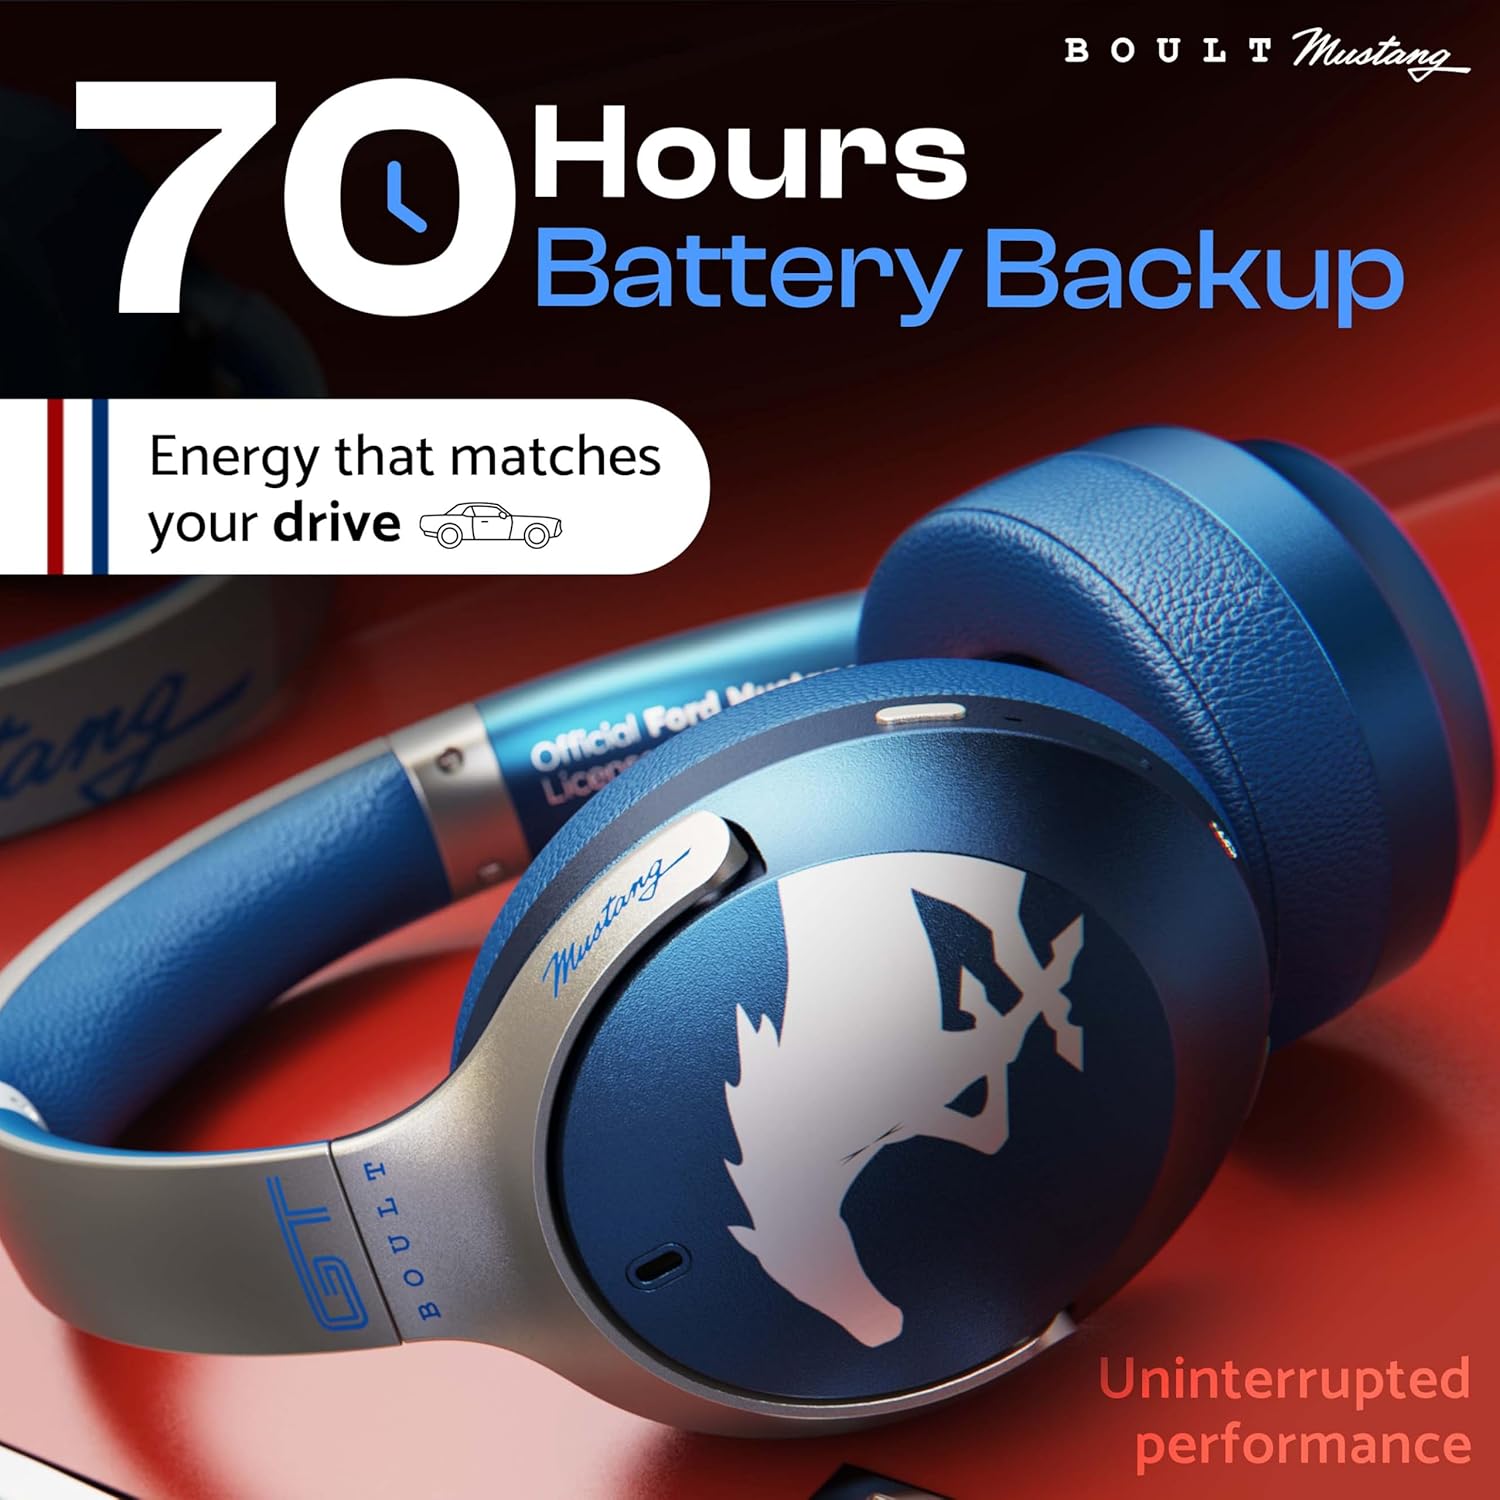 BOULT Mustang
70 Hours
Battery Backup
Energy that matches
your drive
Official Ford
Mustang
GT
BOULT
Uninterrupted
performance